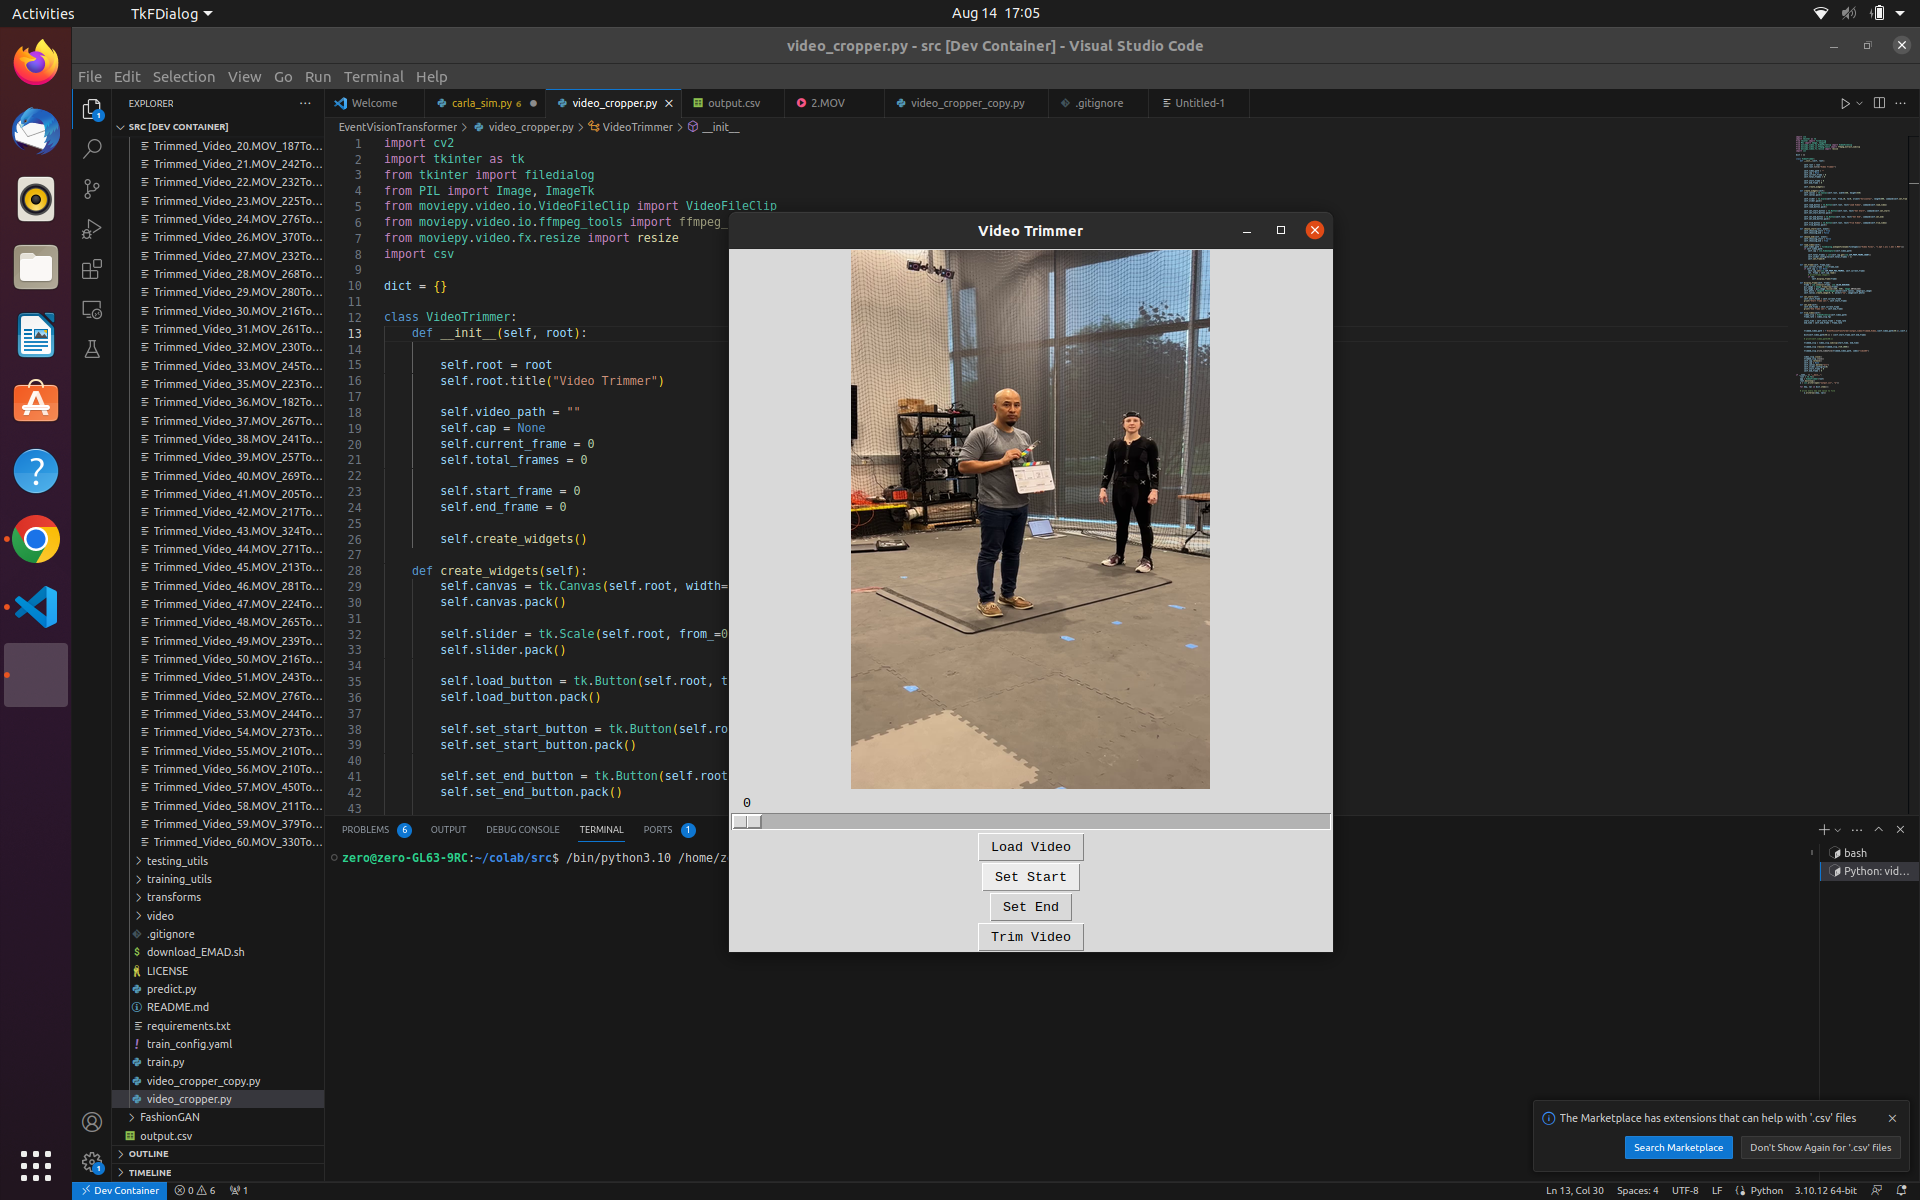 Activities
TkFDialog
Aug 14 17:05
video_cropper.py - src [Dev Container] - Visual Studio Code
File Edit Selection View Go Run Terminal Help
EXPLORER
Welcome
carla_sim.py 6
video_cropper.py
output.csv
2.MOV
video_cropper_copy.py
.gitignore
Untitled-1
SRC [DEV CONTAINER]
EventVisionTransformer > video_cropper.py > VideoTrimmer > __init__
Trimmed_Video_20.MOV_187To...
Trimmed_Video_21.MOV_242To...
Trimmed_Video_22.MOV_232To...
Trimmed_Video_23.MOV_225To...
Trimmed_Video_24.MOV_276To...
Trimmed_Video_26.MOV_370To...
Trimmed_Video_27.MOV_232To...
Trimmed_Video_28.MOV_268To...
Trimmed_Video_29.MOV_280To...
Trimmed_Video_30.MOV_216To...
Trimmed_Video_31.MOV_261To...
Trimmed_Video_32.MOV_230To...
Trimmed_Video_33.MOV_245To...
Trimmed_Video_35.MOV_223To...
Trimmed_Video_36.MOV_182To...
Trimmed_Video_37.MOV_267To...
Trimmed_Video_38.MOV_241To...
Trimmed_Video_39.MOV_257To...
Trimmed_Video_40.MOV_269To...
Trimmed_Video_41.MOV_205To...
Trimmed_Video_42.MOV_217To...
Trimmed_Video_43.MOV_324To...
Trimmed_Video_44.MOV_271To...
Trimmed_Video_45.MOV_213To...
Trimmed_Video_46.MOV_281To...
Trimmed_Video_47.MOV_224To...
Trimmed_Video_48.MOV_265To...
Trimmed_Video_49.MOV_239To...
Trimmed_Video_50.MOV_216To...
Trimmed_Video_51.MOV_243To...
Trimmed_Video_52.MOV_276To...
Trimmed_Video_53.MOV_244To...
Trimmed_Video_54.MOV_273To...
Trimmed_Video_55.MOV_210To...
Trimmed_Video_56.MOV_210To...
Trimmed_Video_57.MOV_450To...
Trimmed_Video_58.MOV_211To...
Trimmed_Video_59.MOV_379To...
Trimmed_Video_60.MOV_330To...
testing_utils
training_utils
transforms
video
.gitignore
download_EMAD.sh
LICENSE
predict.py
README.md
requirements.txt
train_config.yaml
train.py
video_cropper_copy.py
video_cropper.py
FashionGAN
output.csv
OUTLINE
TIMELINE
1 import cv2
2 import tkinter as tk
3 from tkinter import filedialog
4 from PIL import Image, ImageTk
5 from moviepy.video.io.VideoFileClip import VideoFileClip
6 from moviepy.video.io.ffmpeg_tools import ffmpeg_
7 from moviepy.video.fx.resize import resize
8 import csv
9
10 dict = {}
11
12 class VideoTrimmer:
13 def __init__(self, root):
14
15 self.root = root
16 self.root.title("Video Trimmer")
17
18 self.video_path = ""
19 self.cap = None
20 self.current_frame = 0
21 self.total_frames = 0
22
23 self.start_frame = 0
24 self.end_frame = 0
25
26 self.create_widgets()
27
28 def create_widgets(self):
29 self.canvas = tk.Canvas(self.root, width=
30 self.canvas.pack()
31
32 self.slider = tk.Scale(self.root, from_=0
33 self.slider.pack()
34
35 self.load_button = tk.Button(self.root, t
36 self.load_button.pack()
37
38 self.set_start_button = tk.Button(self.ro
39 self.set_start_button.pack()
40
41 self.set_end_button = tk.Button(self.root
42 self.set_end_button.pack()
43
Video Trimmer
0
Load Video
Set Start
Set End
Trim Video
PROBLEMS 6 OUTPUT DEBUG CONSOLE TERMINAL PORTS 1
zero@zero-GL63-9RC:~/colab/src$ /bin/python3.10 /home/z
bash
Python: vid...
The Marketplace has extensions that can help with '.csv' files
Search Marketplace
Don't Show Again for '.csv' files
Dev Container 0 6 1
Ln 13, Col 30 Spaces: 4 UTF-8 LF Python 3.10.12 64-bit